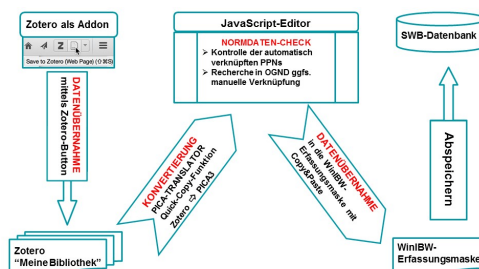 Zotero als Addon
Save to Zotero (Web Page) (⇧⌘S)
DATENÜBERNAHME
mittels Zotero-Button
Zotero
"Meine Bibliothek"
KONVERTIERUNG
PICA-TRANSLATOR
Quick-Copy-Funktion
Zotero ⇨ PICA3
JavaScript-Editor
NORMDATEN-CHECK
➢ Kontrolle der automatisch
verknüpften PPNs
➢ Recherche in OGND ggfs.
manuelle Verknüpfung
DATENÜBERNAHME
in die WinIBW-
Erfassungsmaske mit
Copy&Paste
WinIBW-
Erfassungsmaske
Abspeichern
SWB-Datenbank